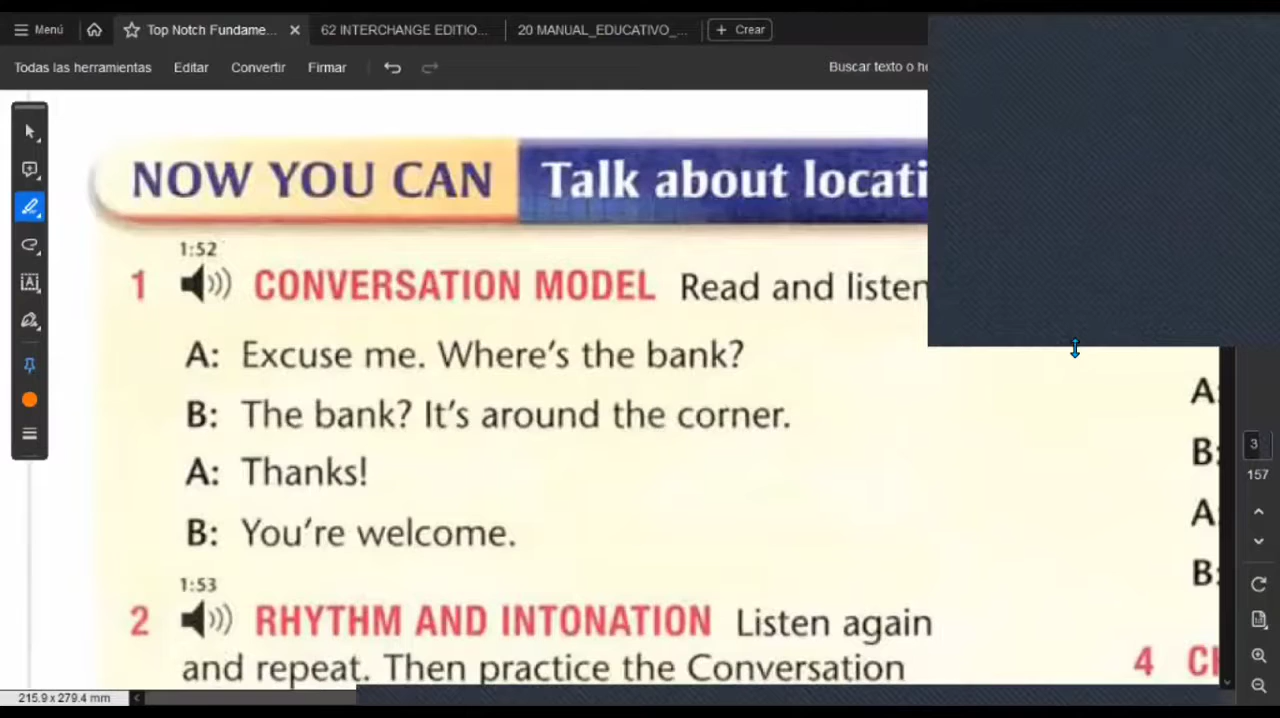 Menú
Top Notch Fundame...
62 INTERCHANGE EDITIO...
20 MANUAL_EDUCATIVO_...
+ Crear
Todas las herramientas
Editar
Convertir
Firmar
Buscar texto o
NOW YOU CAN
Talk about
1:52
1 CONVERSATION MODEL Read and listen
A: Excuse me. Where's the bank?
B: The bank? It's around the corner.
A: Thanks!
B: You're welcome.
1:53
2 RHYTHM AND INTONATION Listen again
and repeat. Then practice the Conversation
A:
B:
A:
B:
4
3
157
215.9 x 279.4 mm